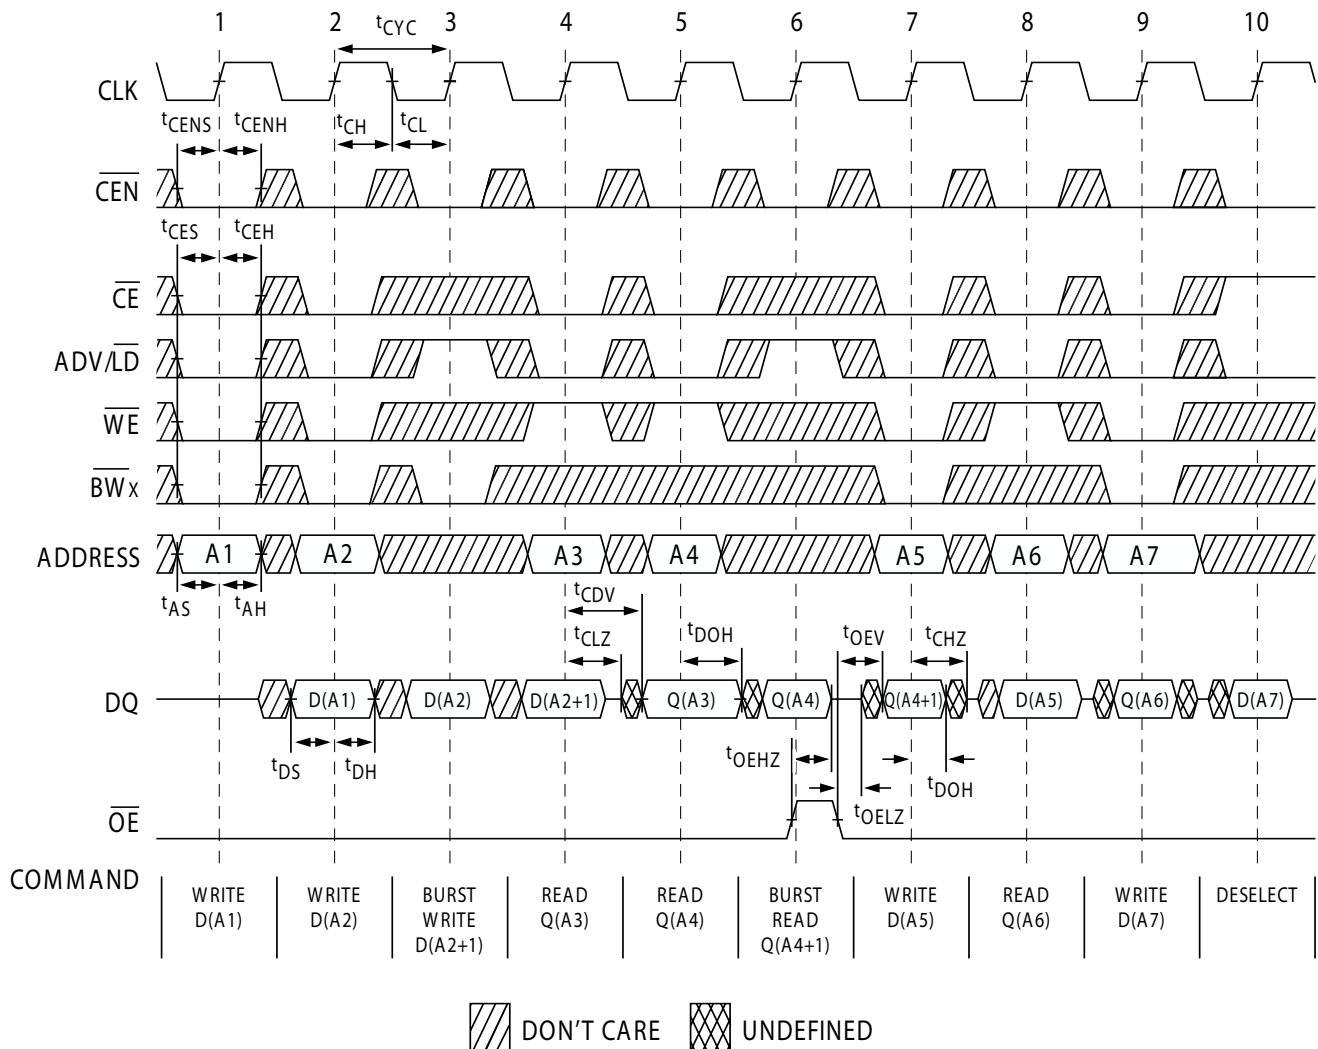 1 2 tCYC 3 4 5 6 7 8 9 10
CLK
tCENS tCENH tCH tCL
CEN
tCES tCEH
CE
ADV/LD
WE
BWx
ADDRESS A1 A2 A3 A4 A5 A6 A7
tAS tAH tCDV
tCLZ tDOH tOEV tCHZ
DQ D(A1) D(A2) D(A2+1) Q(A3) Q(A4) Q(A4+1) D(A5) Q(A6) D(A7)
tDS tDH tOEHZ tDOH
tOELZ
OE
COMMAND
WRITE D(A1)
WRITE D(A2)
BURST WRITE D(A2+1)
READ Q(A3)
READ Q(A4)
BURST READ Q(A4+1)
WRITE D(A5)
READ Q(A6)
WRITE D(A7)
DESELECT
DON'T CARE UNDEFINED